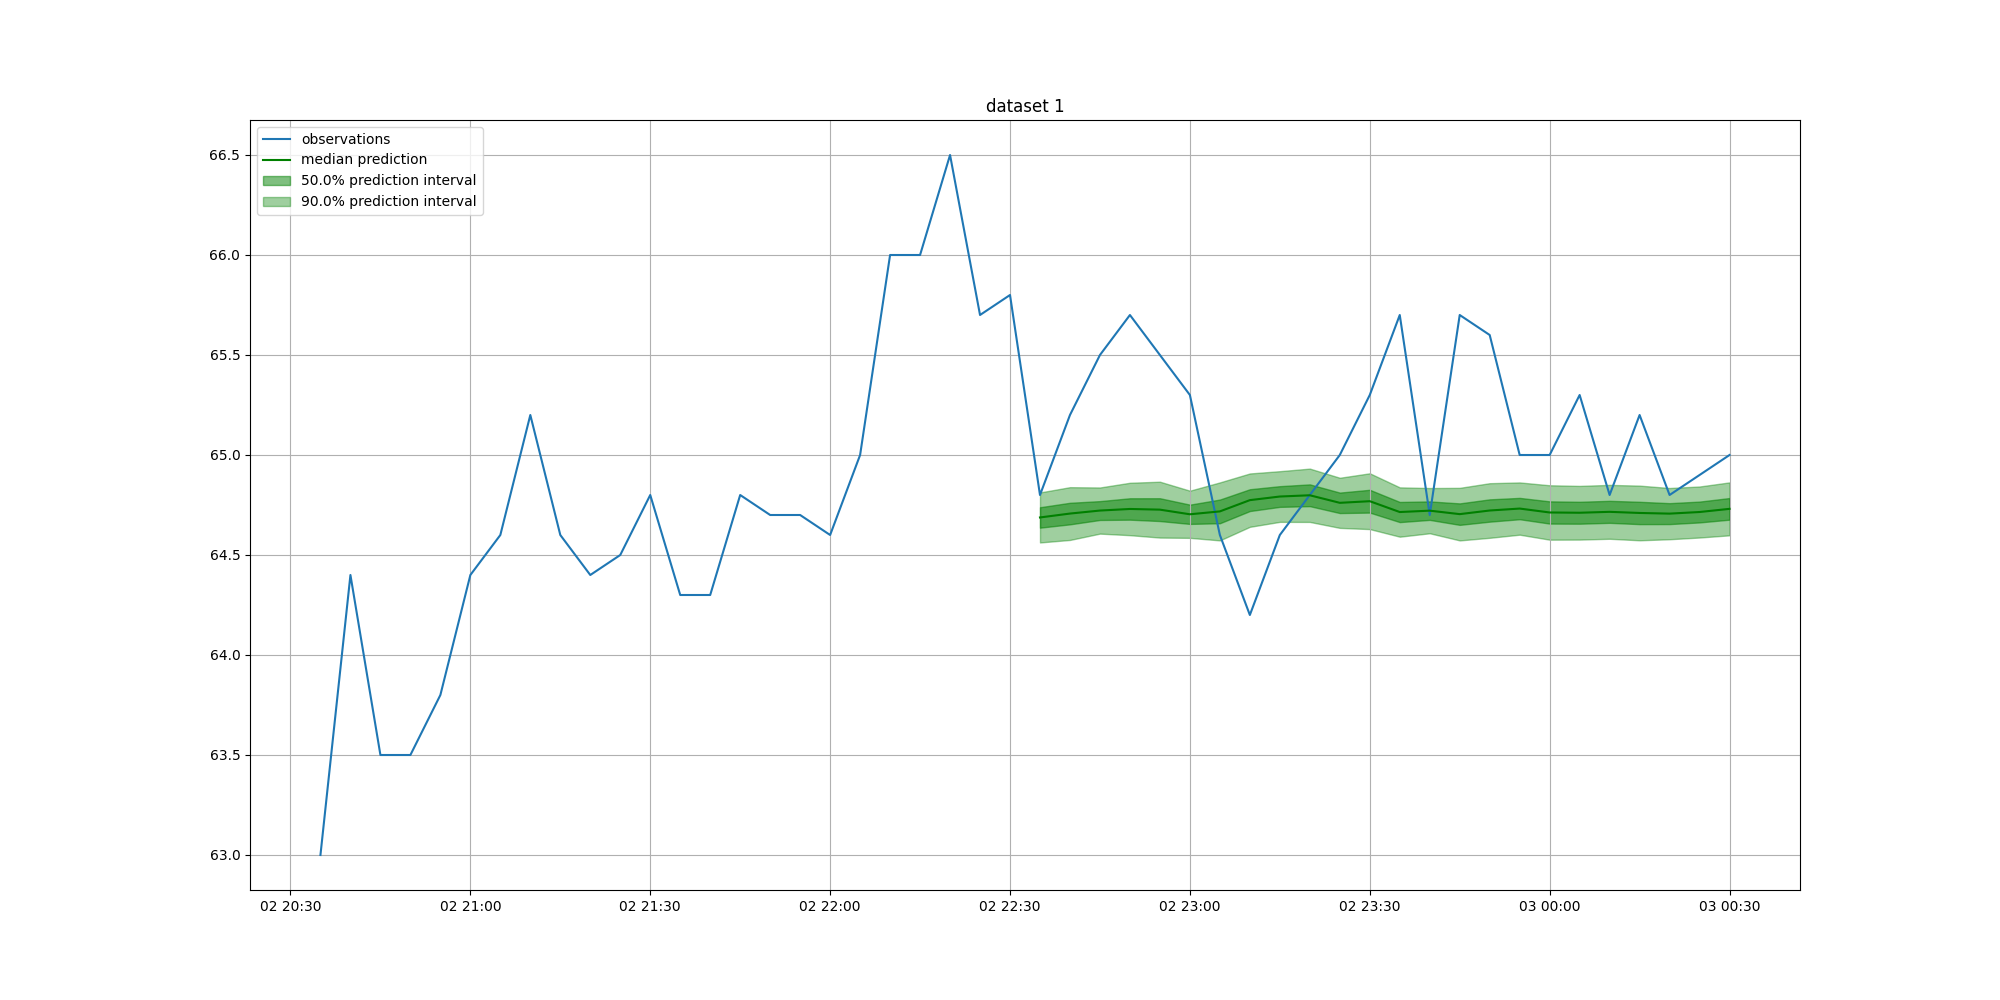 dataset 1
observations
median prediction
50.0% prediction interval
90.0% prediction interval
66.5
66.0
65.5
65.0
64.5
64.0
63.5
63.0
02 20:30 02 21:00 02 21:30 02 22:00 02 22:30 02 23:00 02 23:30 03 00:00 03 00:30